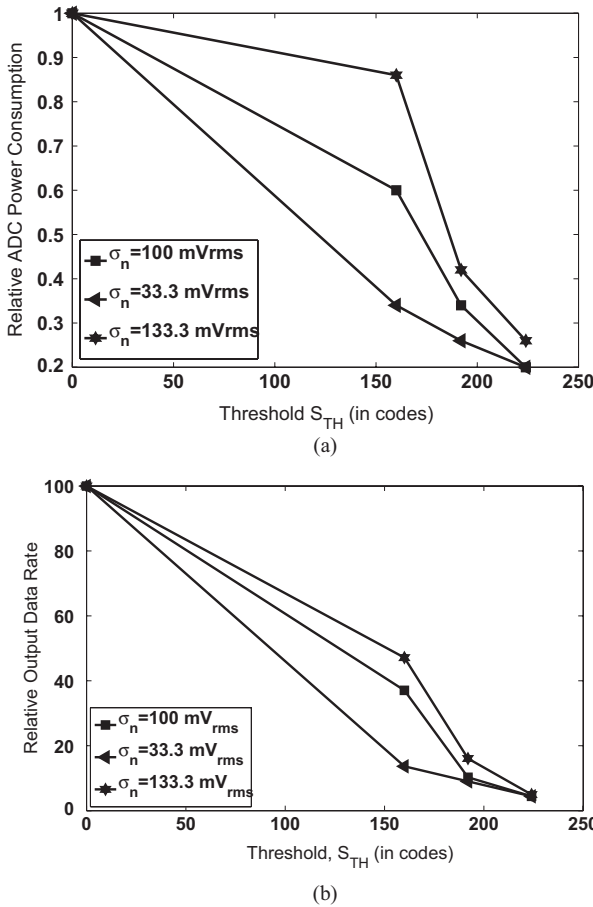 1
0.9
0.8
0.7
0.6
0.5
0.4
0.3
0.2
Relative ADC Power Consumption
σn=100 mVrms
σn=33.3 mVrms
σn=133.3 mVrms
0 50 100 150 200 250
Threshold STH (in codes)
(a)
100
80
60
40
20
0
Relative Output Data Rate
σn=100 mVrms
σn=33.3 mVrms
σn=133.3 mVrms
0 50 100 150 200 250
Threshold, STH (in codes)
(b)